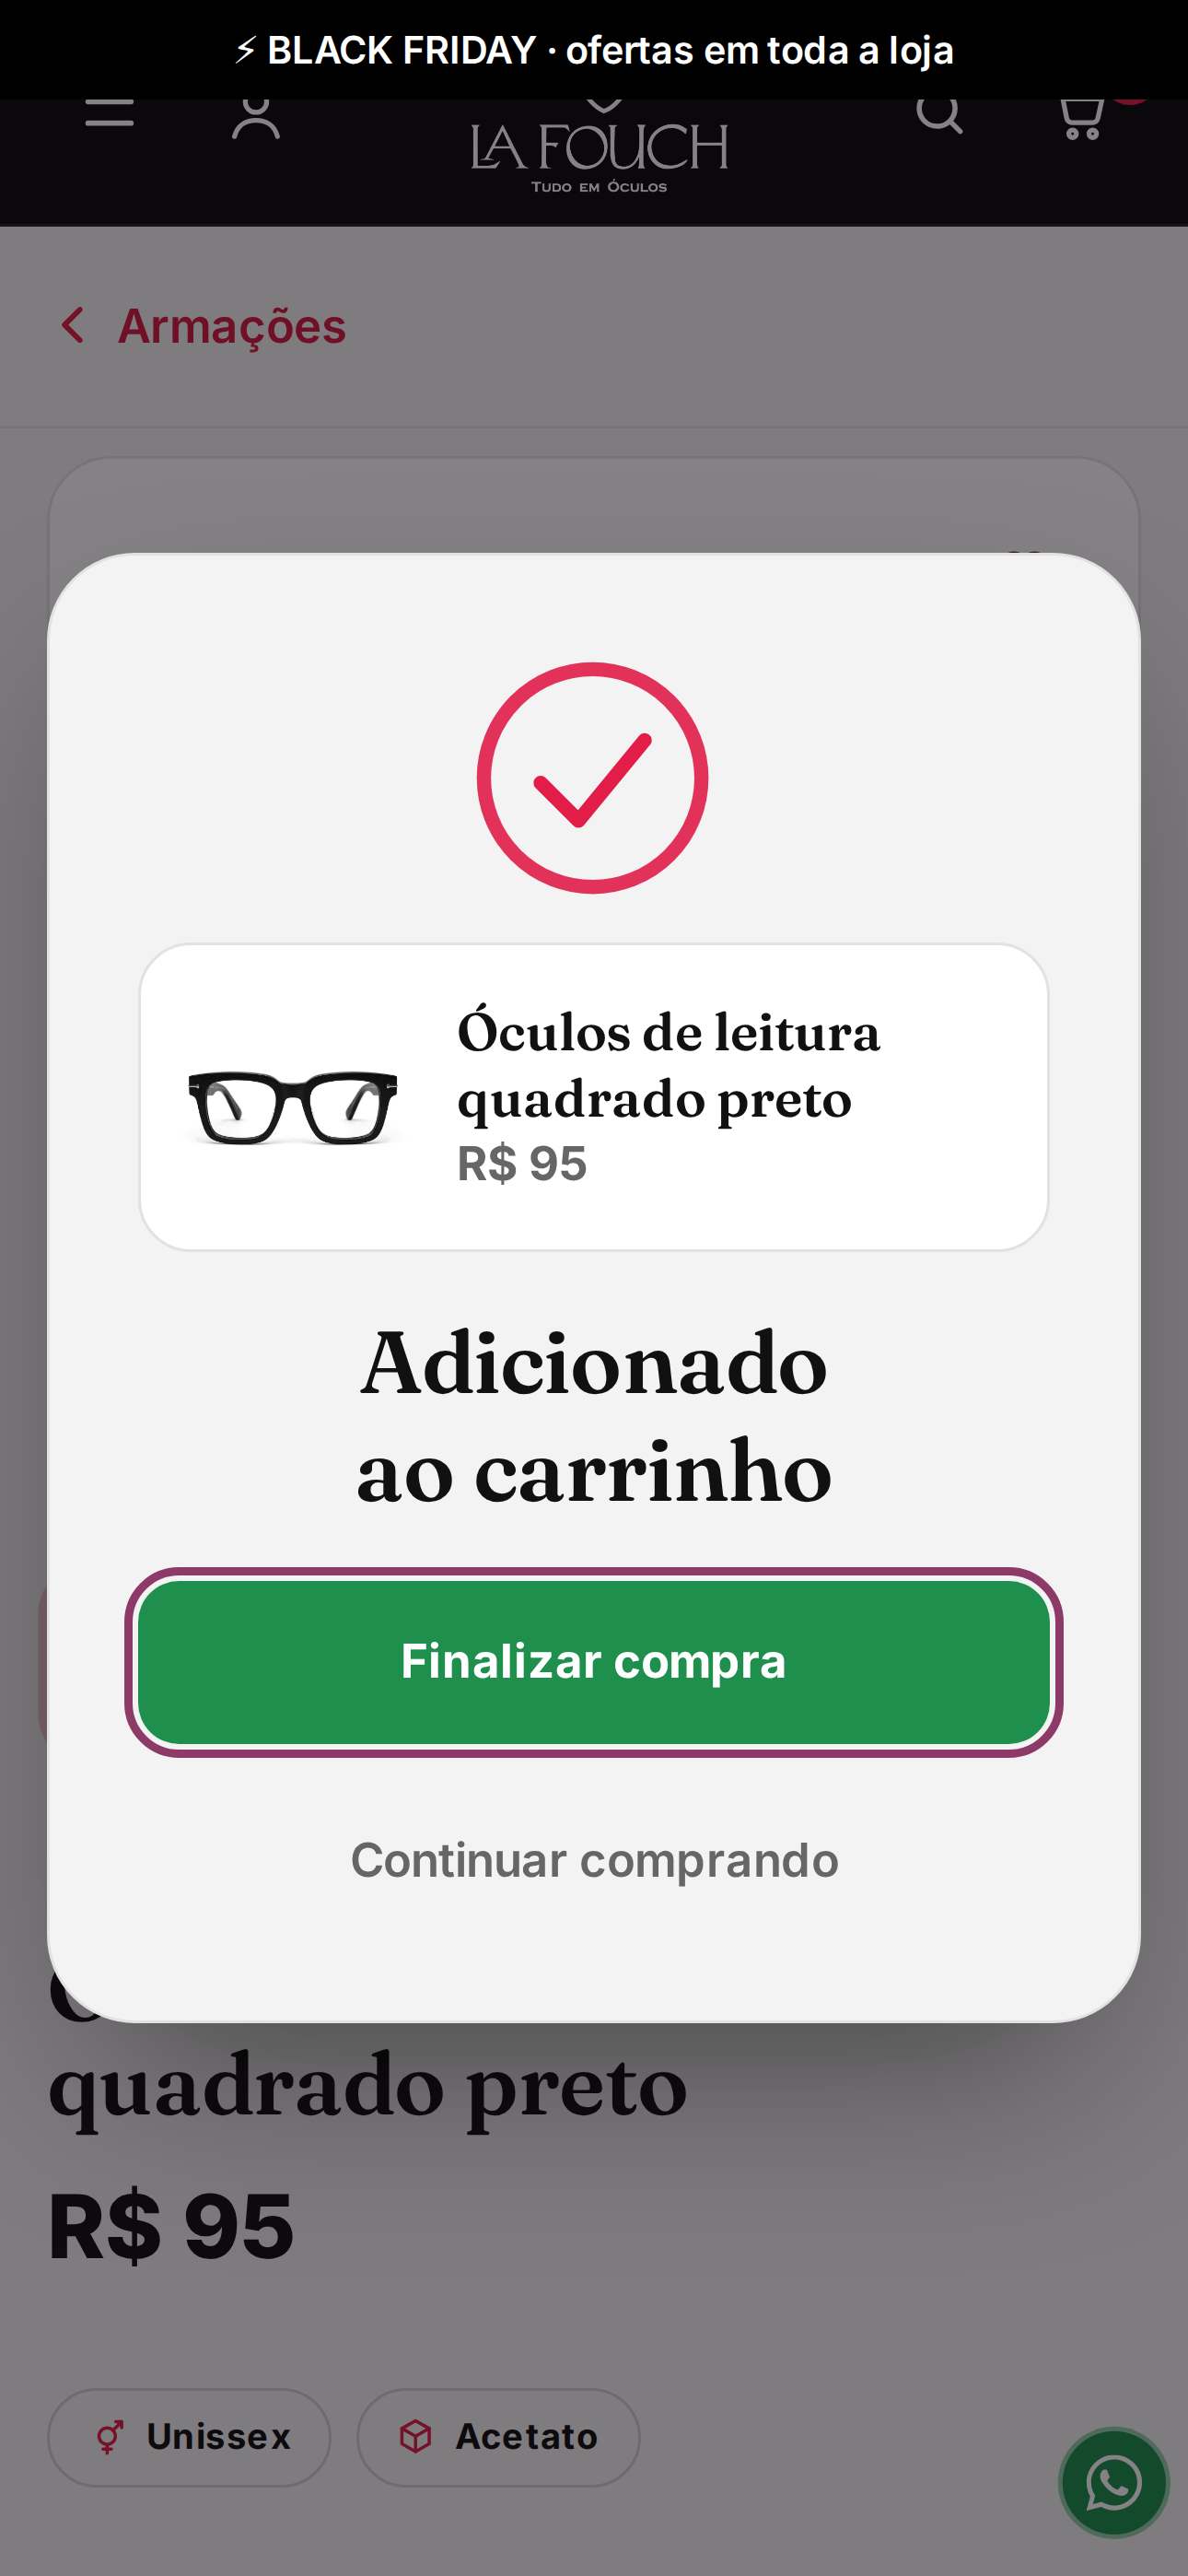 ⚡ BLACK FRIDAY · ofertas em toda a loja
LA FOUCH
TUDO EM ÓCULOS
Armações
Óculos de leitura
quadrado preto
R$ 95
Adicionado
ao carrinho
Finalizar compra
Continuar comprando
quadrado preto
R$ 95
Unissex
Acetato